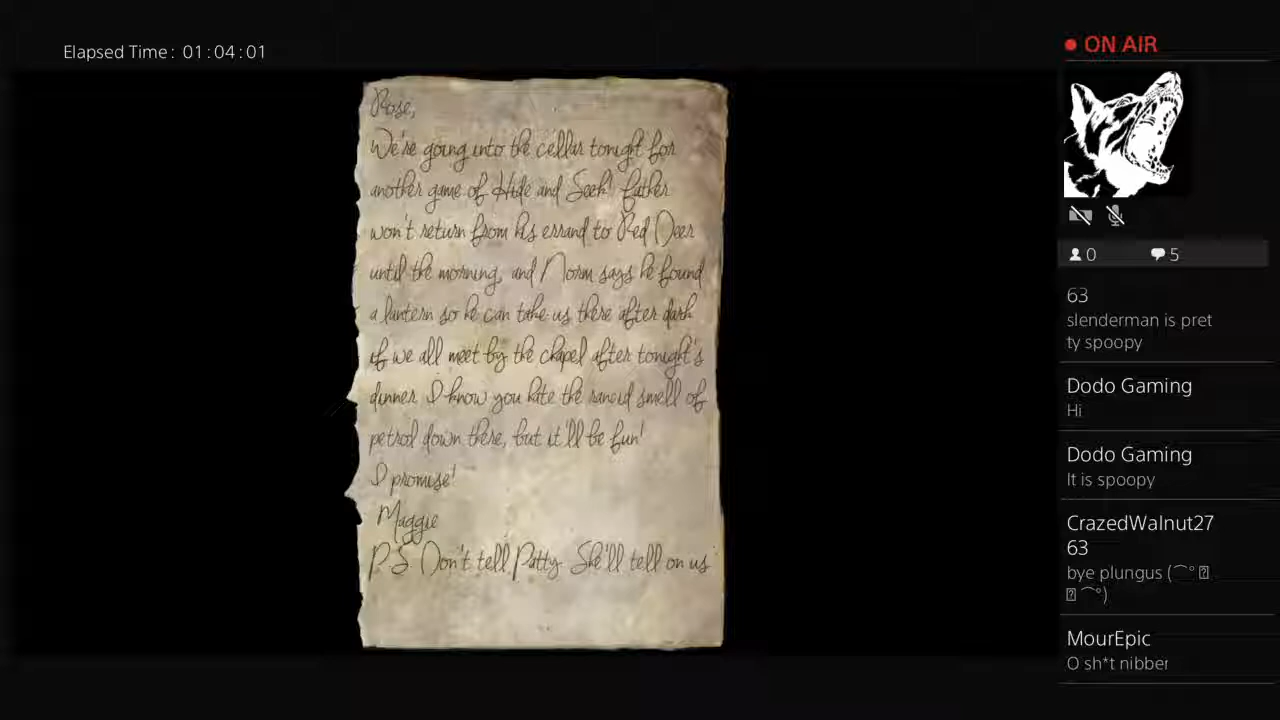 Elapsed Time: 01:04:01
Rose,
We're going into the cellar tonight for
another game of Hide and Seek! Father
won't return from his errand to Red Deer
until the morning, and Norm says he found
a lantern so he can take us there after dark
if we all meet by the chapel after tonight's
dinner. I know you hate the rancid smell of
petrol down there, but it'll be fun!
I promise!
Maggie
P.S. Don't tell Patty. She'll tell on us.
ON AIR
0
5
63
slenderman is pret
ty spoopy
Dodo Gaming
Hi
Dodo Gaming
It is spoopy
CrazedWalnut27
63
bye plungus (⌒°
⌒°)
MourEpic
O sh*t nibber